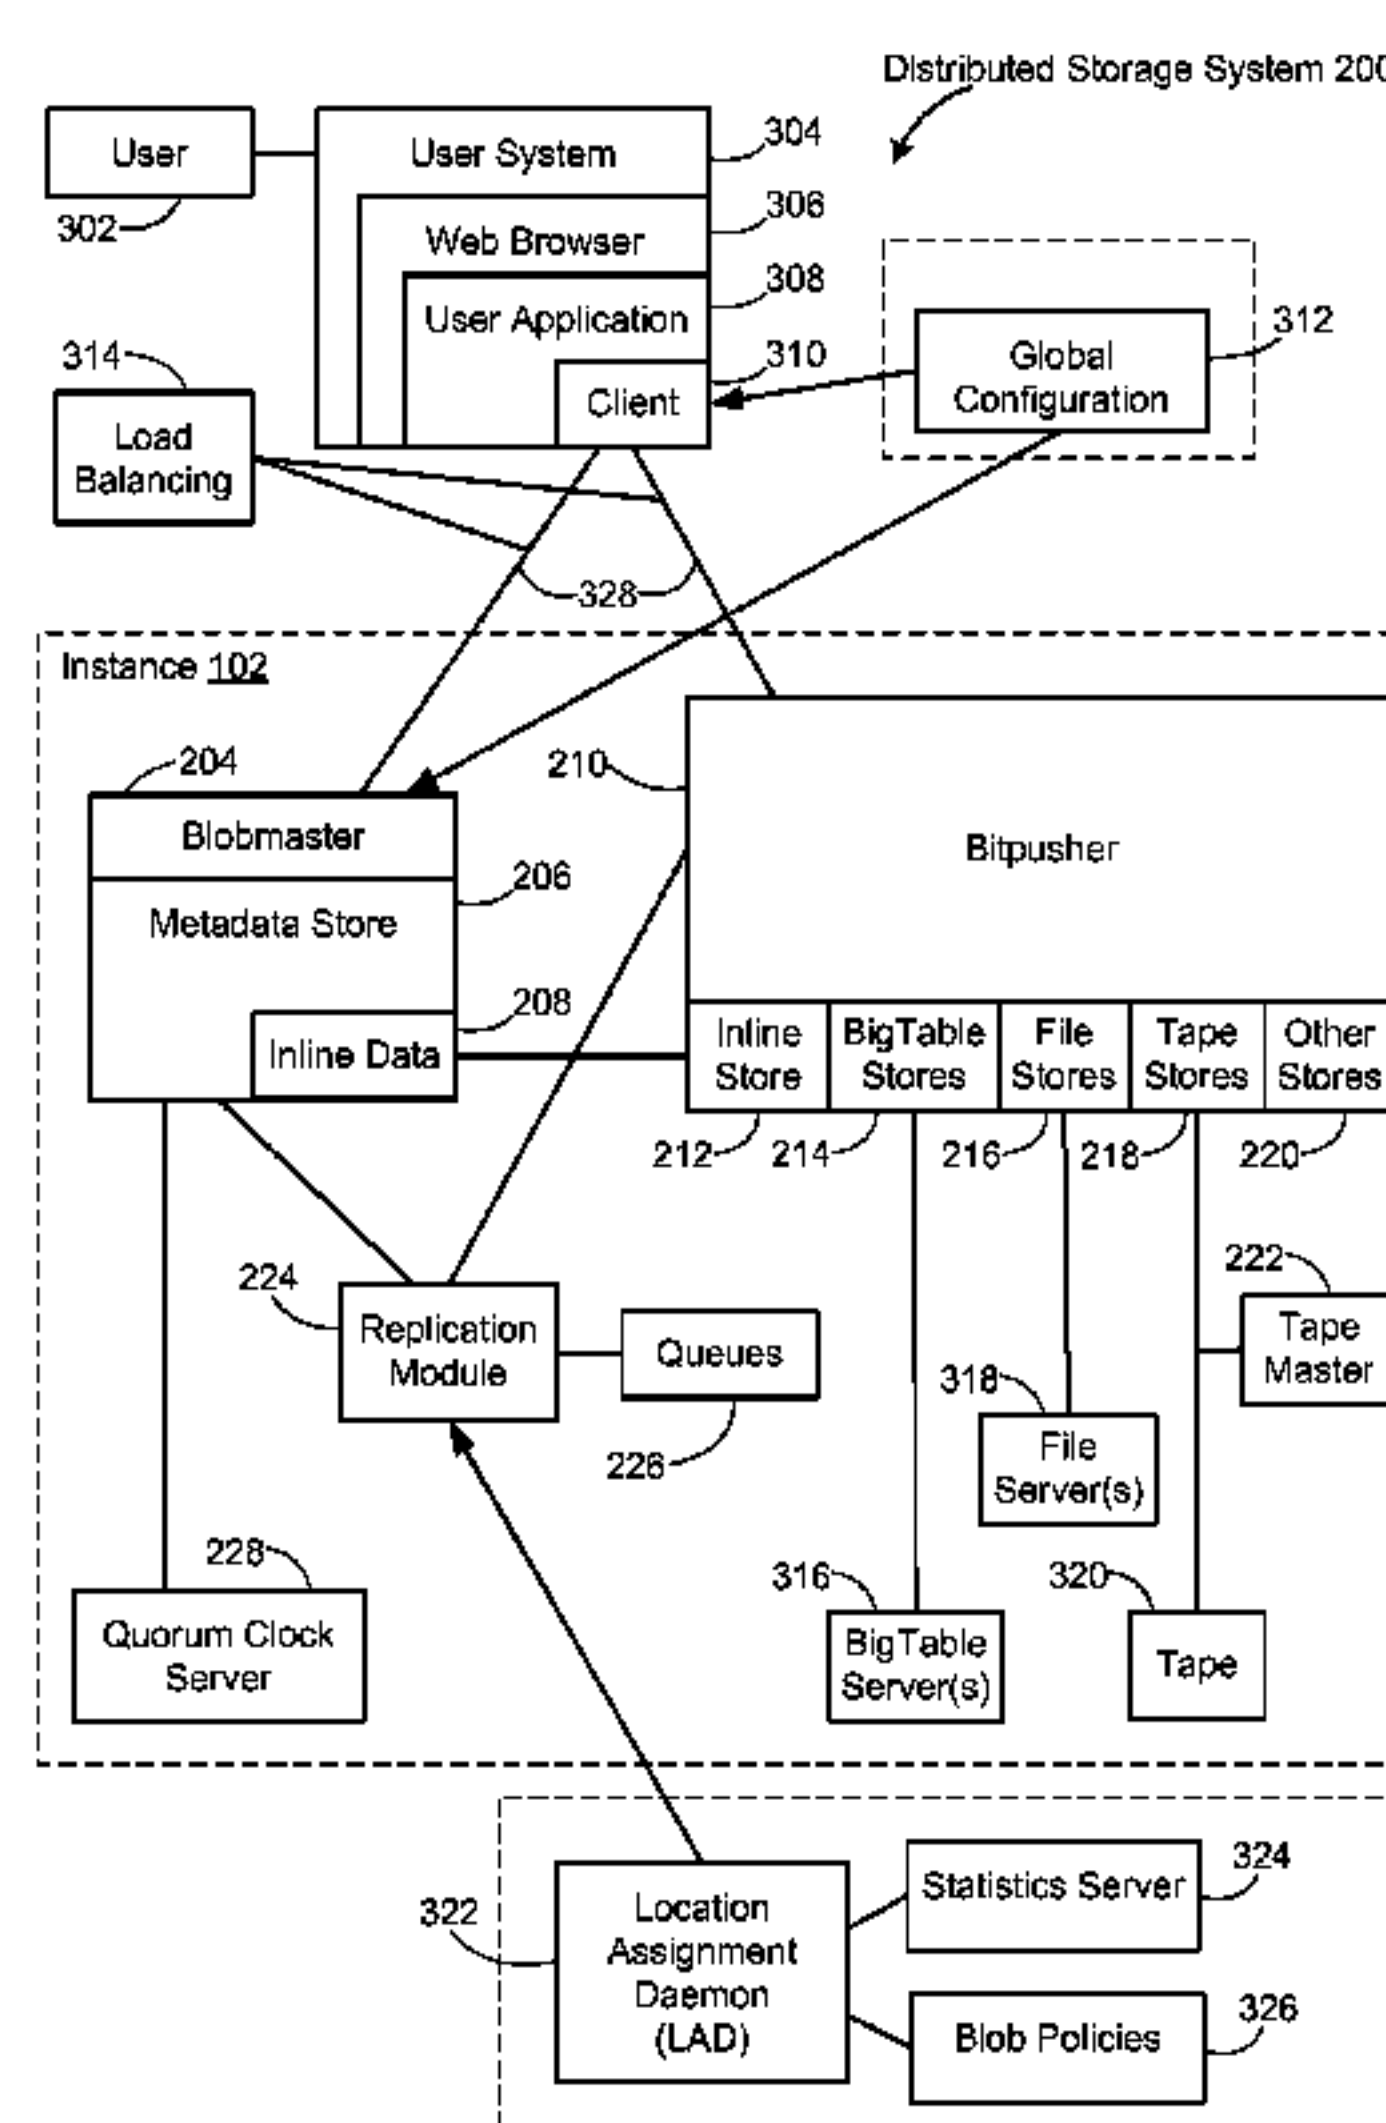 Distributed Storage System 200
User
302
User System
304
Web Browser
306
User Application
308
Client
310
Global
Configuration
312
314
Load
Balancing
328
Instance 102
204
Blobmaster
206
Metadata Store
208
Inline Data
210
Bitpusher
Inline
Store
BigTable
Stores
File
Stores
Tape
Stores
Other
Stores
212
214
216
218
220
222
Tape
Master
224
Replication
Module
Queues
226
318
File
Server(s)
228
Quorum Clock
Server
316
BigTable
Server(s)
320
Tape
322
Location
Assignment
Daemon
(LAD)
Statistics Server
324
Blob Policies
326